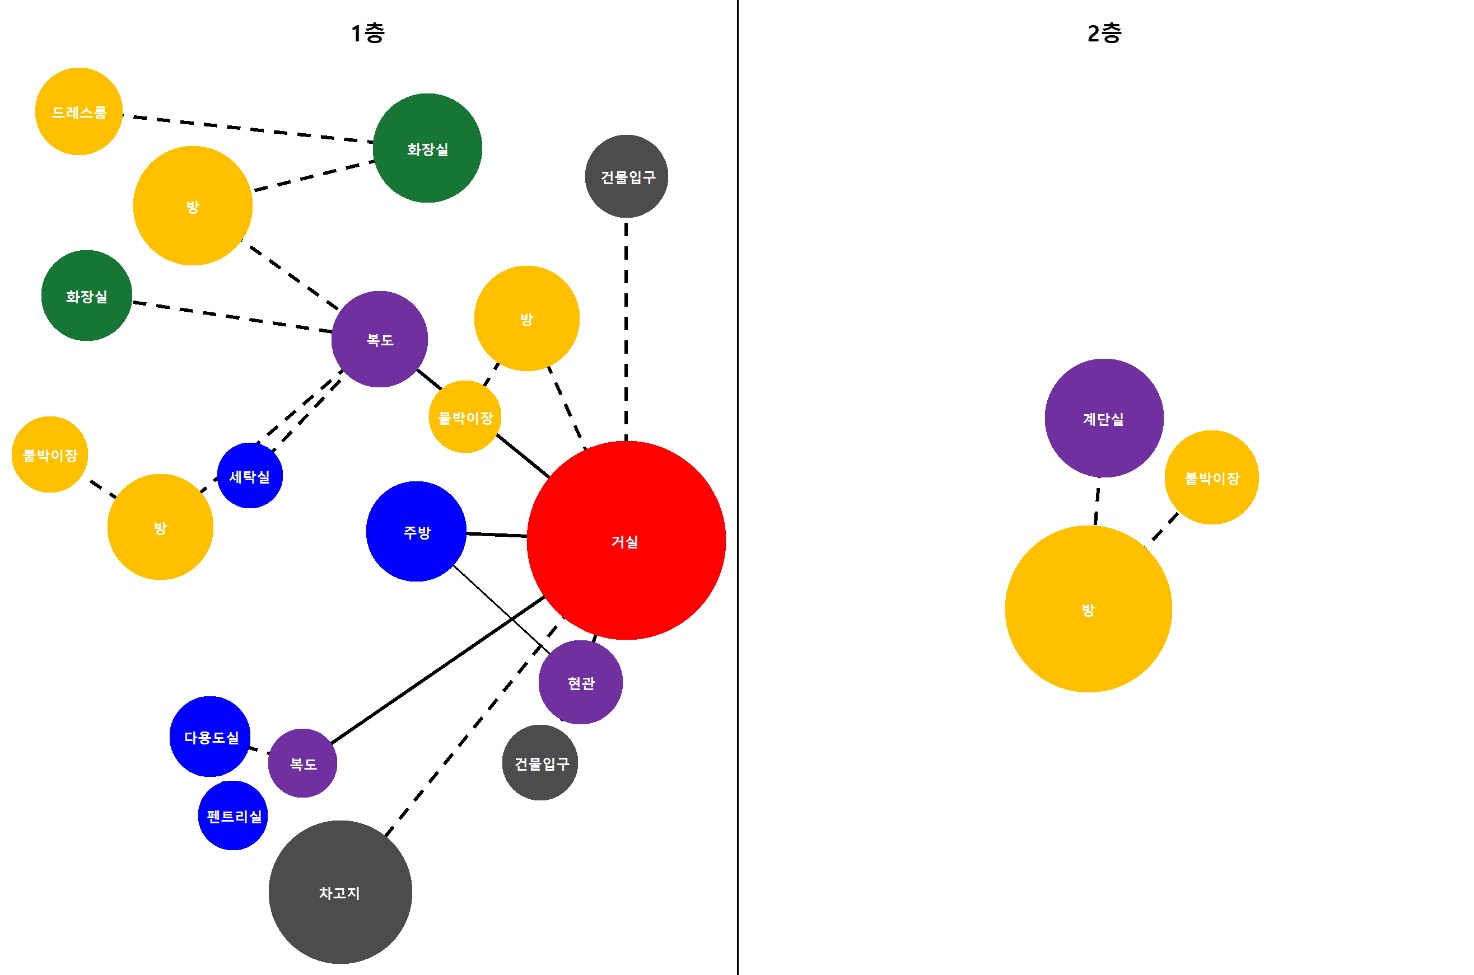 1층
2층
드레스룸
화장실
건물입구
방
화장실
방
복도
붙박이장
계단실
붙박이장
세탁실
붙박이장
방
주방
거실
방
현관
다용도실
복도
건물입구
펜트리실
차고지